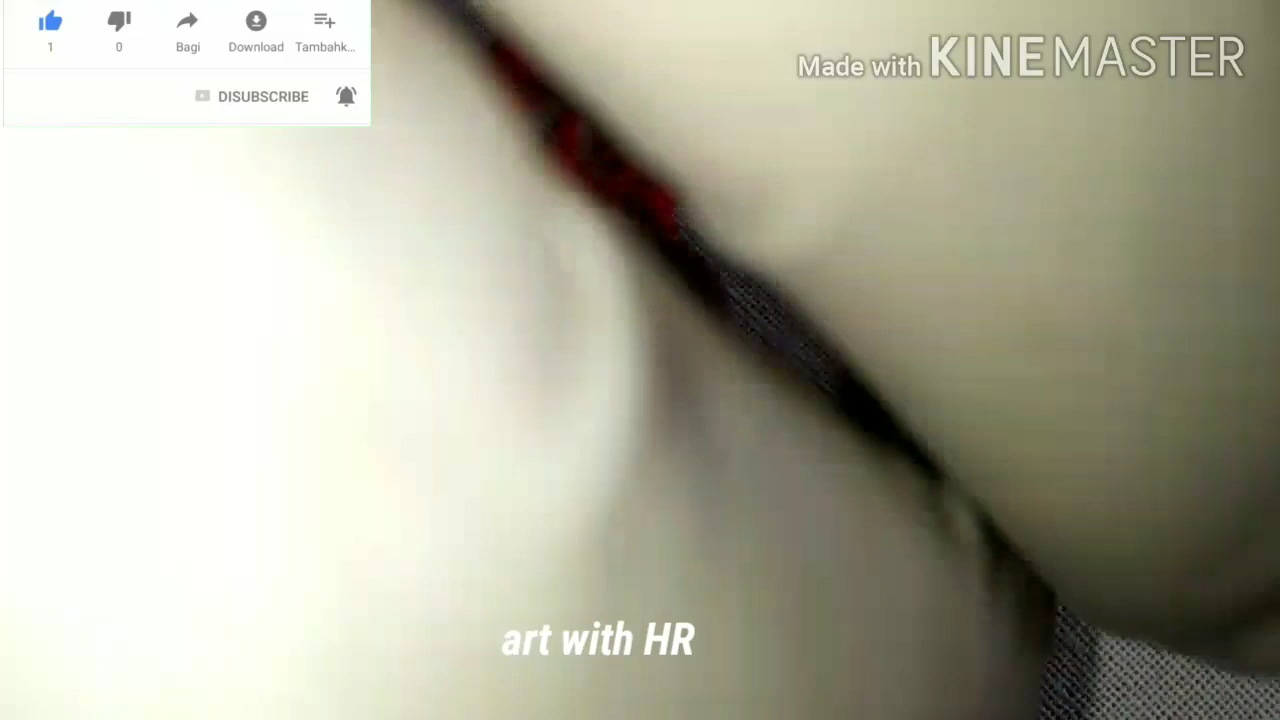 1
0
Bagi
Download
Tambahk...
DISUBSCRIBE
Made with KINEMASTER
art with HR